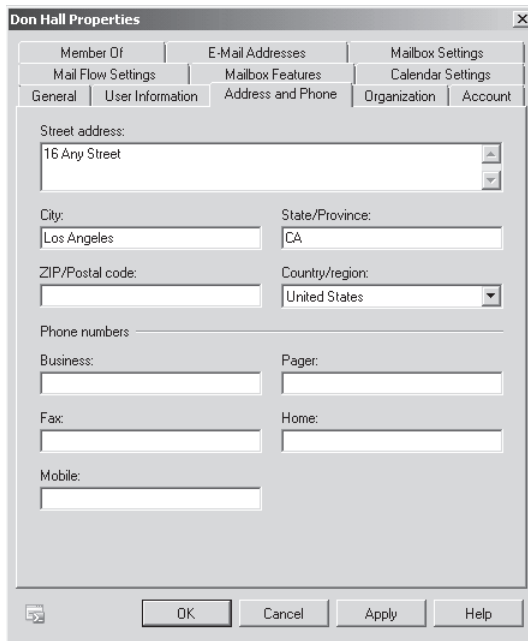 Don Hall Properties
Member Of E-Mail Addresses Mailbox Settings
Mail Flow Settings Mailbox Features Calendar Settings
General User Information Address and Phone Organization Account
Street address:
16 Any Street
City: State/Province:
Los Angeles CA
ZIP/Postal code: Country/region:
United States
Phone numbers
Business: Pager:
Fax: Home:
Mobile:
OK Cancel Apply Help